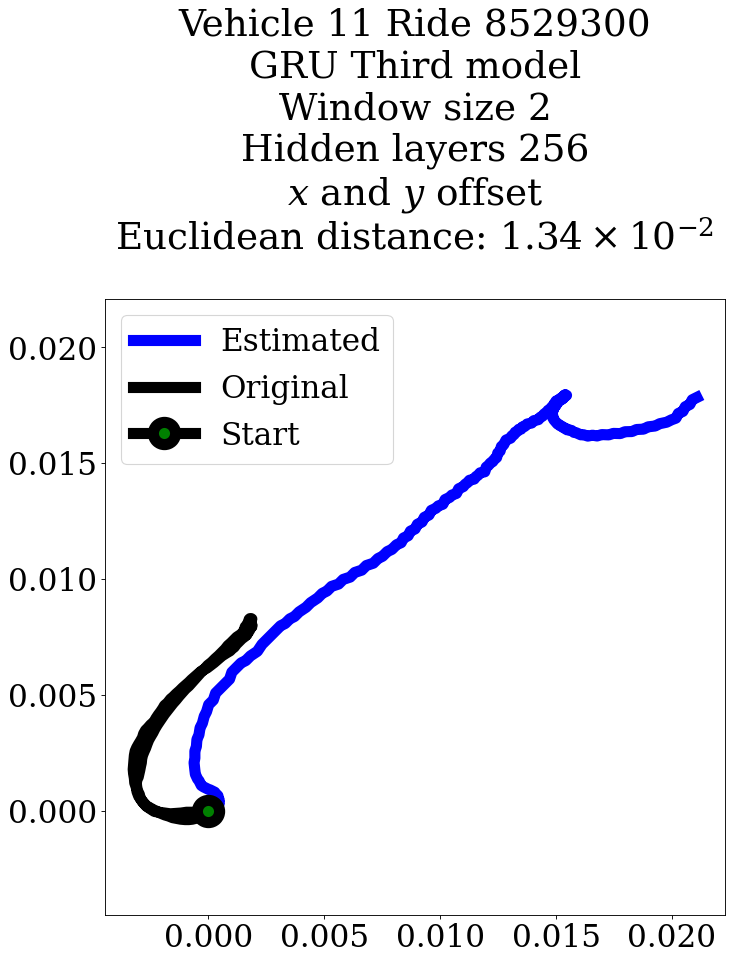 Vehicle 11 Ride 8529300
GRU Third model
Window size 2
Hidden layers 256
x and y offset
Euclidean distance: 1.34 × 10⁻²
Estimated
Original
Start
0.020
0.015
0.010
0.005
0.000
0.000 0.005 0.010 0.015 0.020